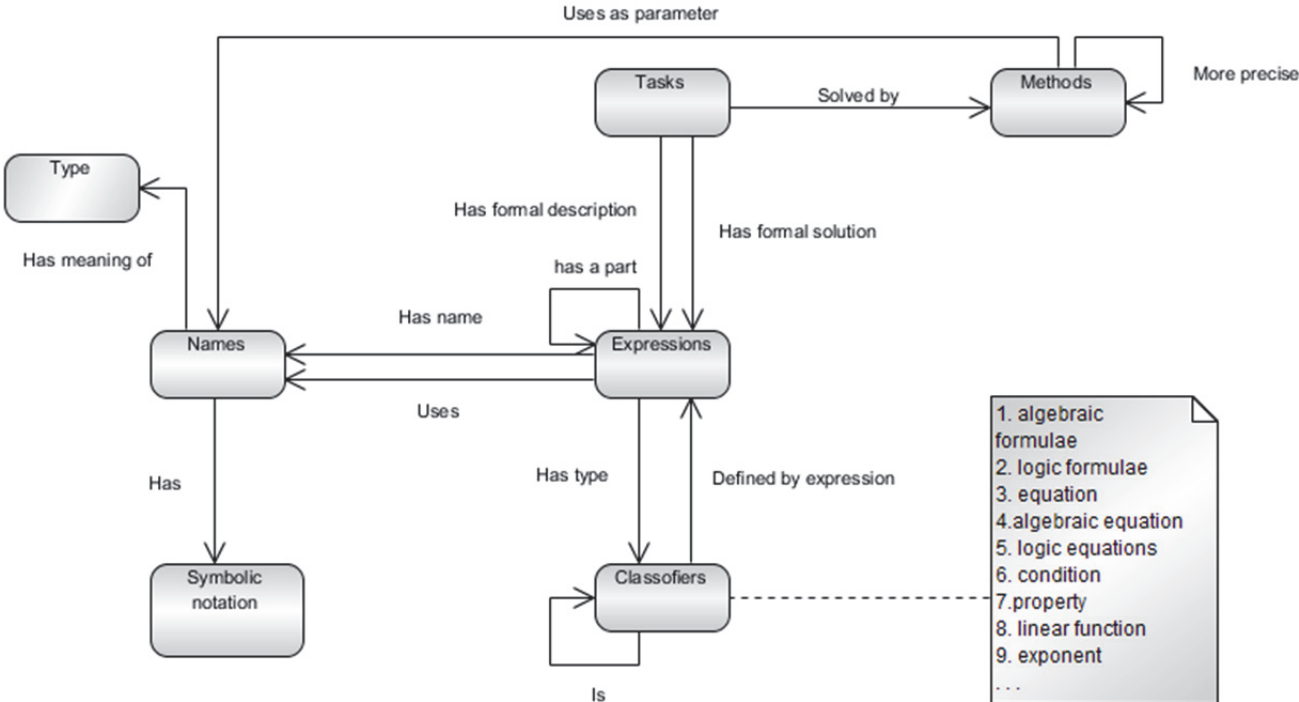 Uses as parameter
Tasks
Methods
More precise
Solved by
Type
Has formal description
Has formal solution
Has meaning of
has a part
Has name
Names
Expressions
Uses
Has
Has type
Defined by expression
Symbolic
notation
Classofiers
Is
1. algebraic
formulae
2. logic formulae
3. equation
4.algebraic equation
5. logic equations
6. condition
7.property
8. linear function
9. exponent
. . .